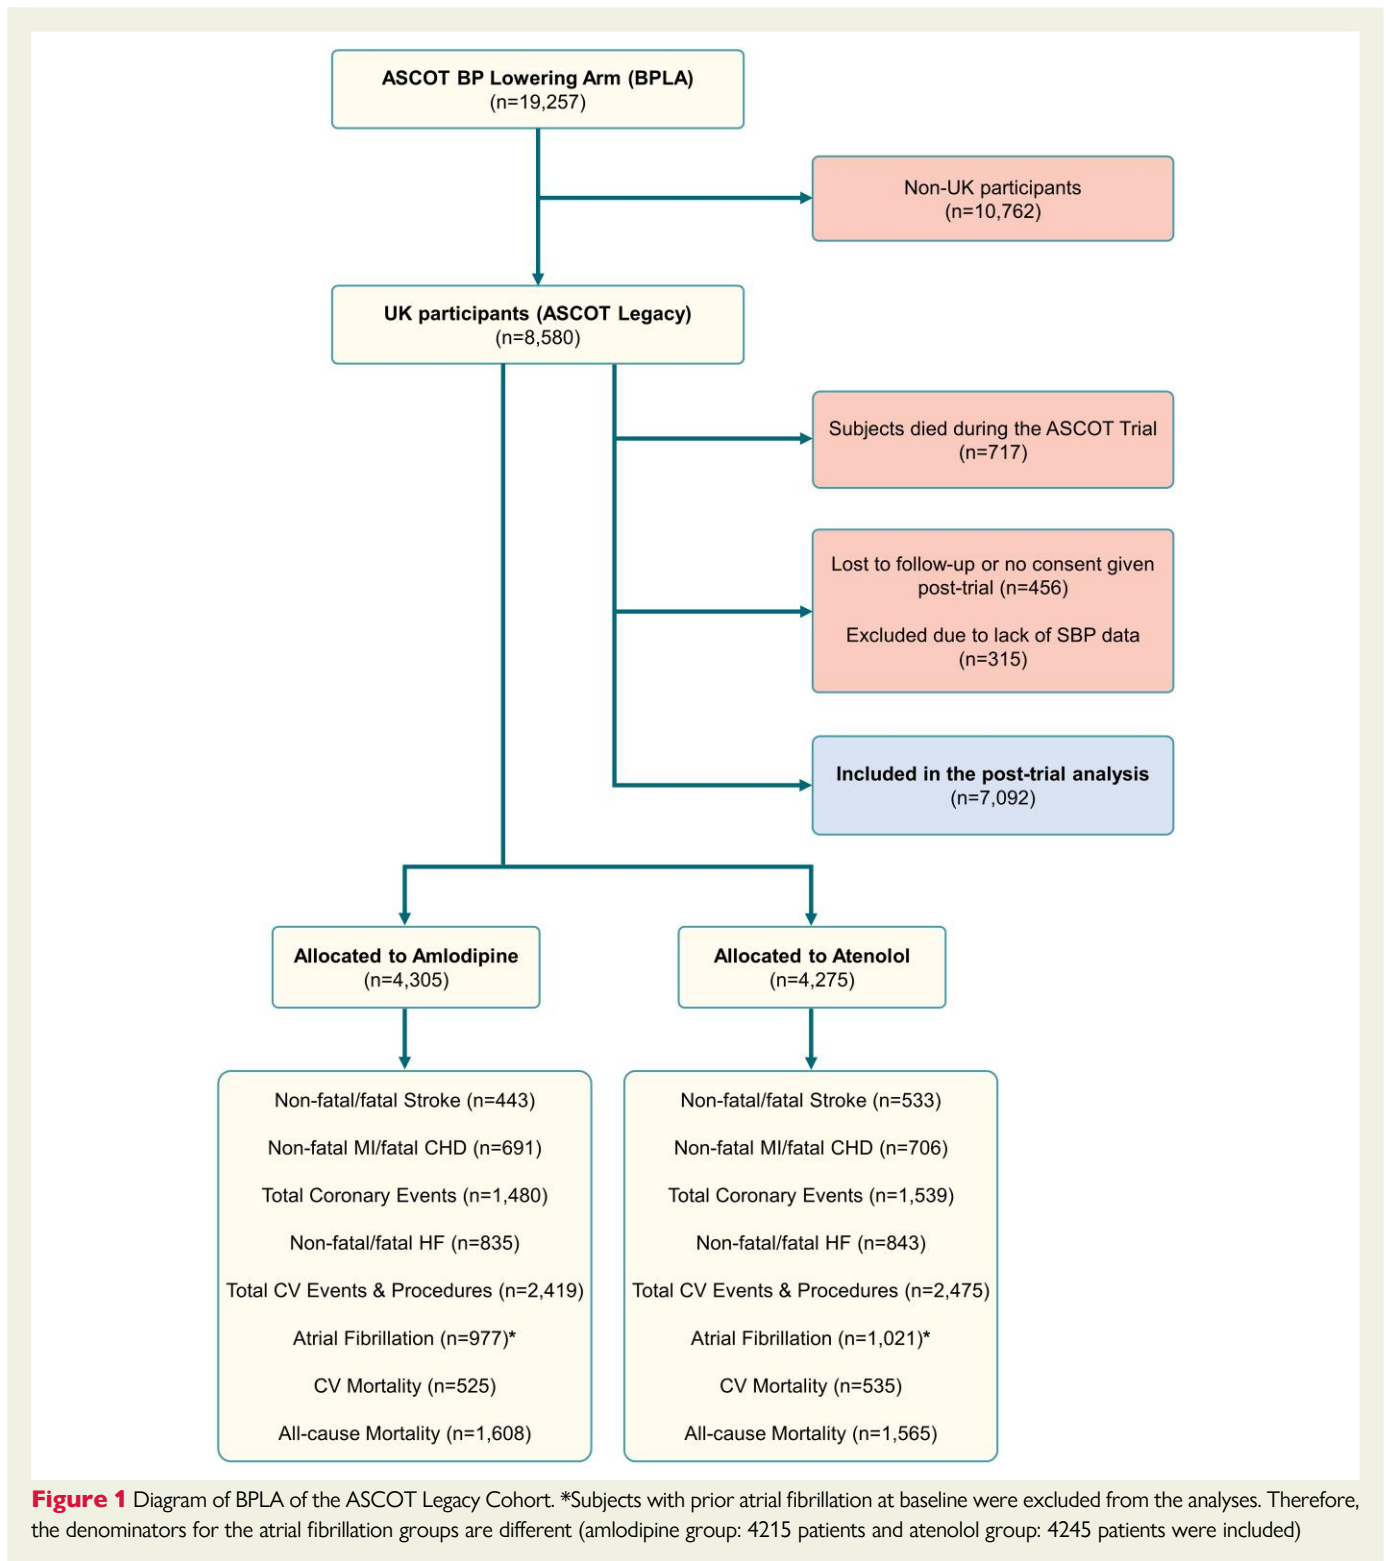 ASCOT BP Lowering Arm (BPLA)
(n=19,257)
Non-UK participants
(n=10,762)
UK participants (ASCOT Legacy)
(n=8,580)
Subjects died during the ASCOT Trial
(n=717)
Lost to follow-up or no consent given
post-trial (n=456)
Excluded due to lack of SBP data
(n=315)
Included in the post-trial analysis
(n=7,092)
Allocated to Amlodipine
(n=4,305)
Allocated to Atenolol
(n=4,275)
Non-fatal/fatal Stroke (n=443)
Non-fatal MI/fatal CHD (n=691)
Total Coronary Events (n=1,480)
Non-fatal/fatal HF (n=835)
Total CV Events & Procedures (n=2,419)
Atrial Fibrillation (n=977)*
CV Mortality (n=525)
All-cause Mortality (n=1,608)
Non-fatal/fatal Stroke (n=533)
Non-fatal MI/fatal CHD (n=706)
Total Coronary Events (n=1,539)
Non-fatal/fatal HF (n=843)
Total CV Events & Procedures (n=2,475)
Atrial Fibrillation (n=1,021)*
CV Mortality (n=535)
All-cause Mortality (n=1,565)
Figure 1 Diagram of BPLA of the ASCOT Legacy Cohort. *Subjects with prior atrial fibrillation at baseline were excluded from the analyses. Therefore,
the denominators for the atrial fibrillation groups are different (amlodipine group: 4215 patients and atenolol group: 4245 patients were included)